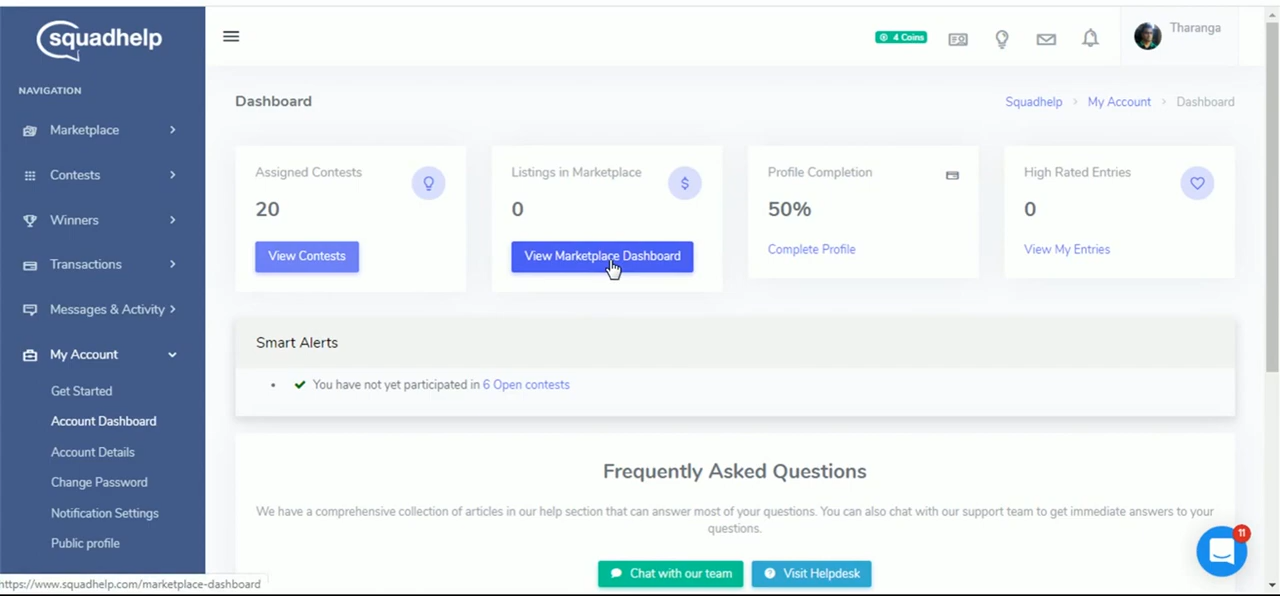 squadhelp
4 Coins
Tharanga
NAVIGATION
Marketplace
Contests
Winners
Transactions
Messages & Activity
My Account
Get Started
Account Dashboard
Account Details
Change Password
Notification Settings
Public profile
Dashboard
Squadhelp > My Account > Dashboard
Assigned Contests
20
View Contests
Listings in Marketplace
$
0
View Marketplace Dashboard
Profile Completion
50%
Complete Profile
High Rated Entries
0
View My Entries
Smart Alerts
• You have not yet participated in 6 Open contests
Frequently Asked Questions
We have a comprehensive collection of articles in our help section that can answer most of your questions. You can also chat with our support team to get immediate answers to your
questions.
Chat with our team
Visit Helpdesk
11
https://www.squadhelp.com/marketplace-dashboard